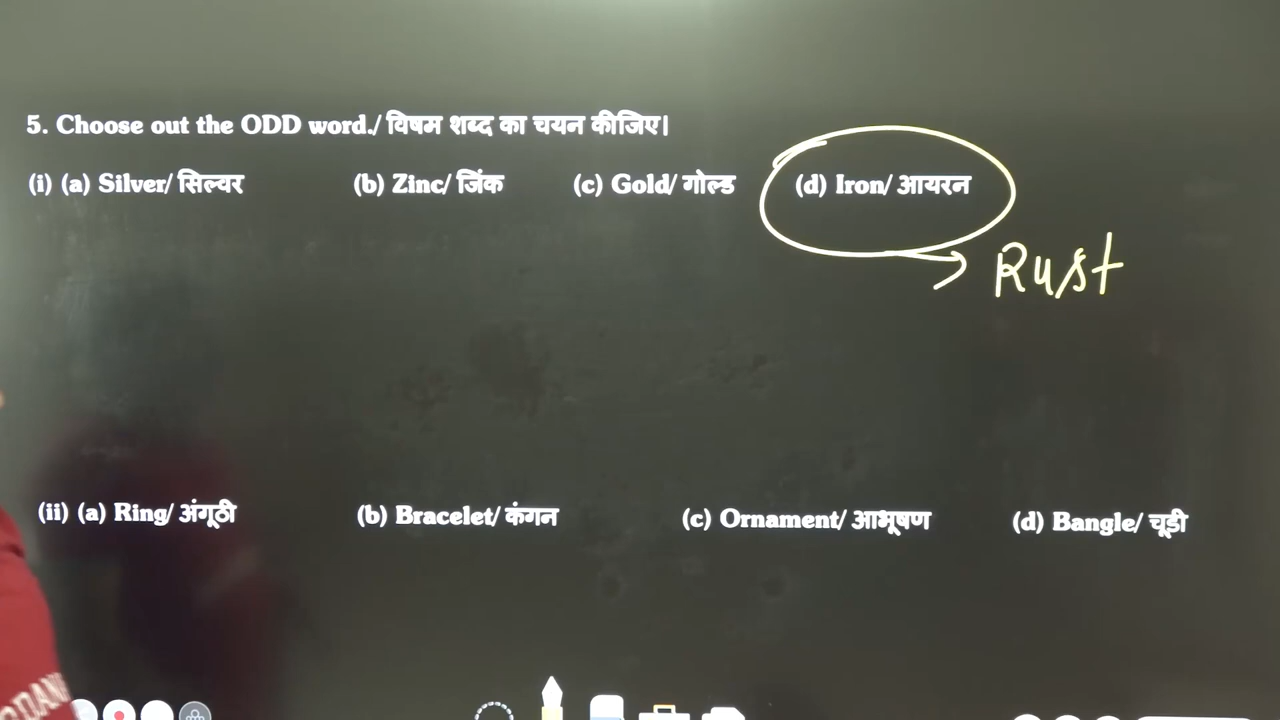 5. Choose out the ODD word./ विषम शब्द का चयन कीजिए।
(i) (a) Silver/ सिल्वर (b) Zinc/ जिंक (c) Gold/ गोल्ड (d) Iron/ आयरन
Rust
(ii) (a) Ring/ अंगूठी (b) Bracelet/ कंगन (c) Ornament/ आभूषण (d) Bangle/ चूड़ी